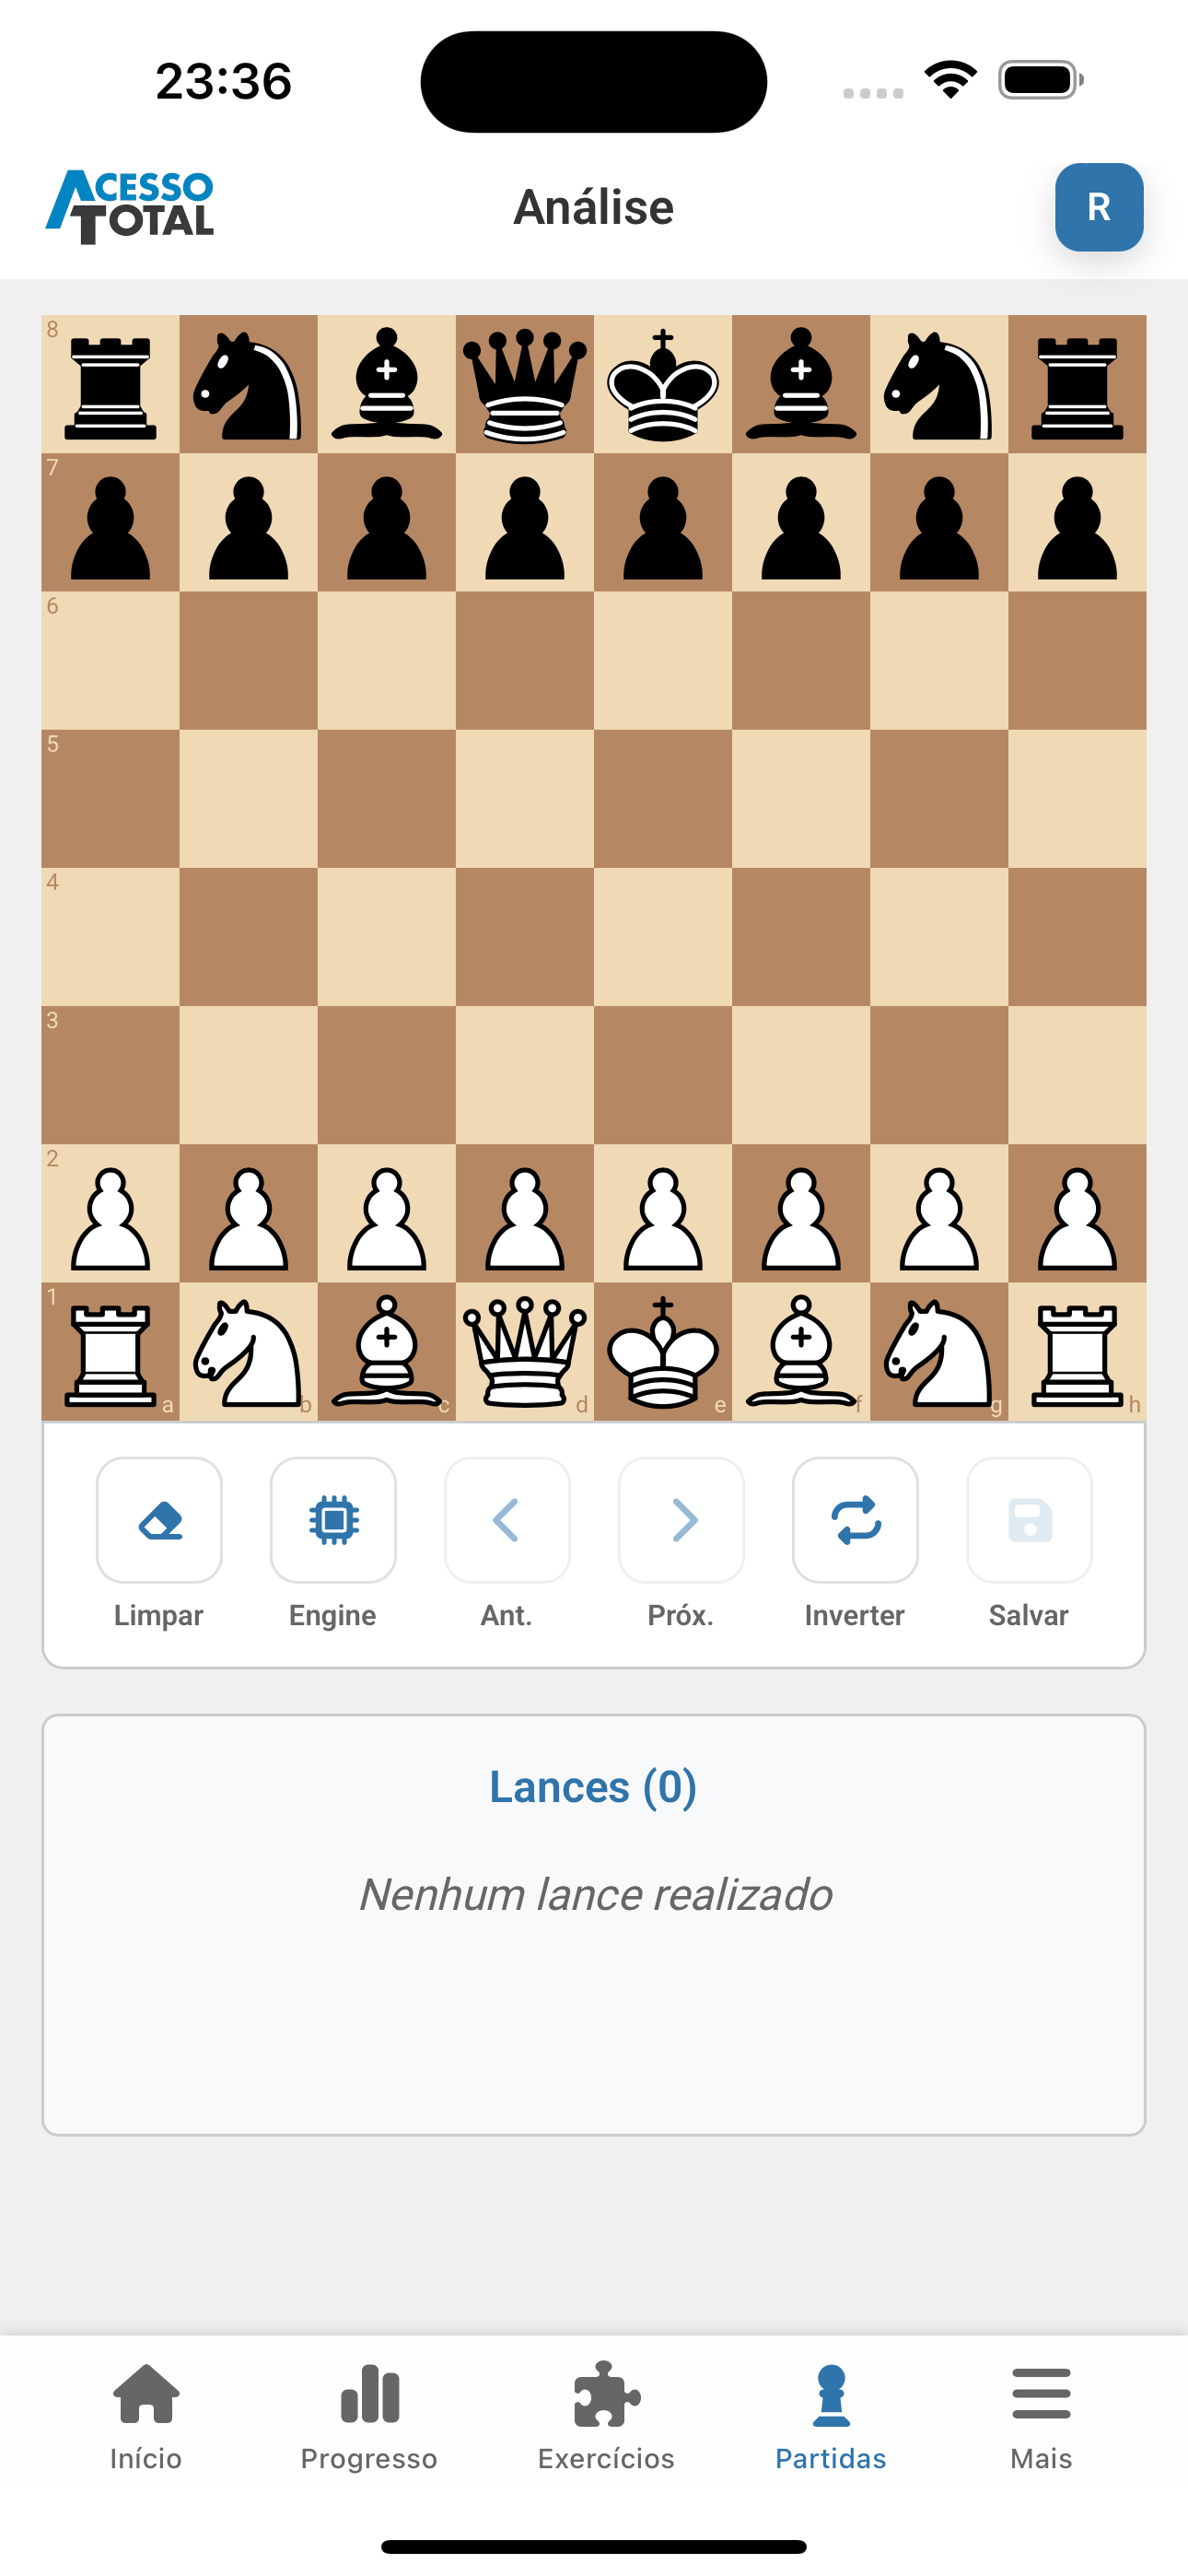 23:36
ACESSO
TOTAL
Análise
R
8
7
6
5
4
3
2
1
a b c d e f g h
Limpar Engine Ant. Próx. Inverter Salvar
Lances (0)
Nenhum lance realizado
Início Progresso Exercícios Partidas Mais